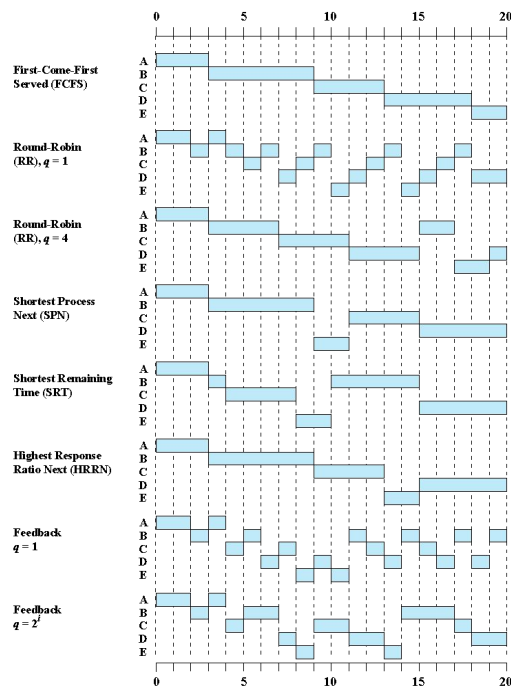 0 5 10 15 20
First-Come-First
Served (FCFS)
A
B
C
D
E
Round-Robin
(RR), q = 1
A
B
C
D
E
Round-Robin
(RR), q = 4
A
B
C
D
E
Shortest Process
Next (SPN)
A
B
C
D
E
Shortest Remaining
Time (SRT)
A
B
C
D
E
Highest Response
Ratio Next (HRRN)
A
B
C
D
E
Feedback
q = 1
A
B
C
D
E
Feedback
q = 2^i
A
B
C
D
E
0 5 10 15 20